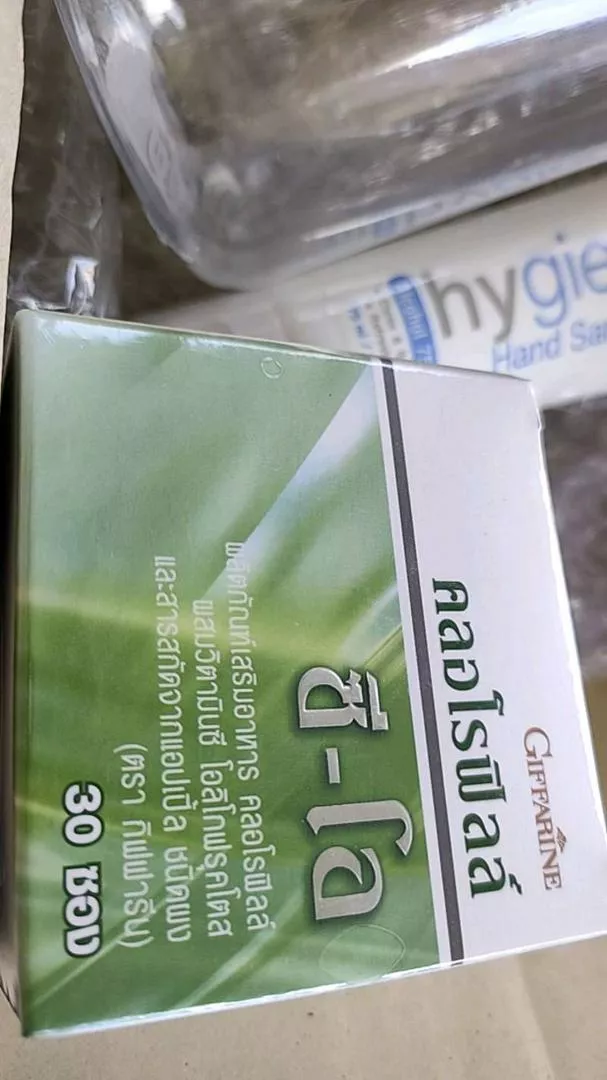 GIFFARINE
คลอโรฟิลล์
ซี-โอ
ผลิตภัณฑ์เสริมอาหาร คลอโรฟิลล์
ผสมวิตามินซี โอลิโกฟรุคโตส
และสารสกัดจากแอปเปิ้ล ชนิดผง
(ตรา กิฟฟารีน)
30 ซอง
hygie
Hand Sa